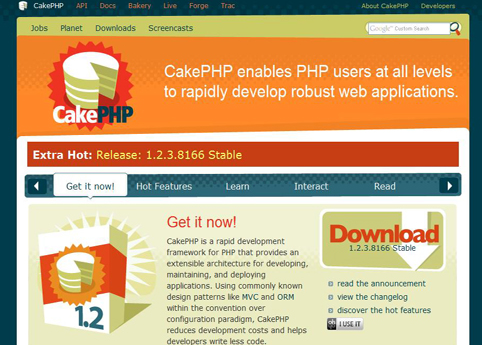 CakePHP API Docs Bakery Live Forge Trac About CakePHP Developers
Jobs Planet Downloads Screencasts Google™ Custom Search
CakePHP
CakePHP enables PHP users at all levels
to rapidly develop robust web applications.
Extra Hot: Release: 1.2.3.8166 Stable
Get it now! Hot Features Learn Interact Read
1.2
Get it now!
CakePHP is a rapid development
framework for PHP that provides an
extensible architecture for developing,
maintaining, and deploying
applications. Using commonly known
design patterns like MVC and ORM
within the convention over
configuration paradigm, CakePHP
reduces development costs and helps
developers write less code.
Download
1.2.3.8166 Stable
read the announcement
view the changelog
discover the hot features
I USE IT